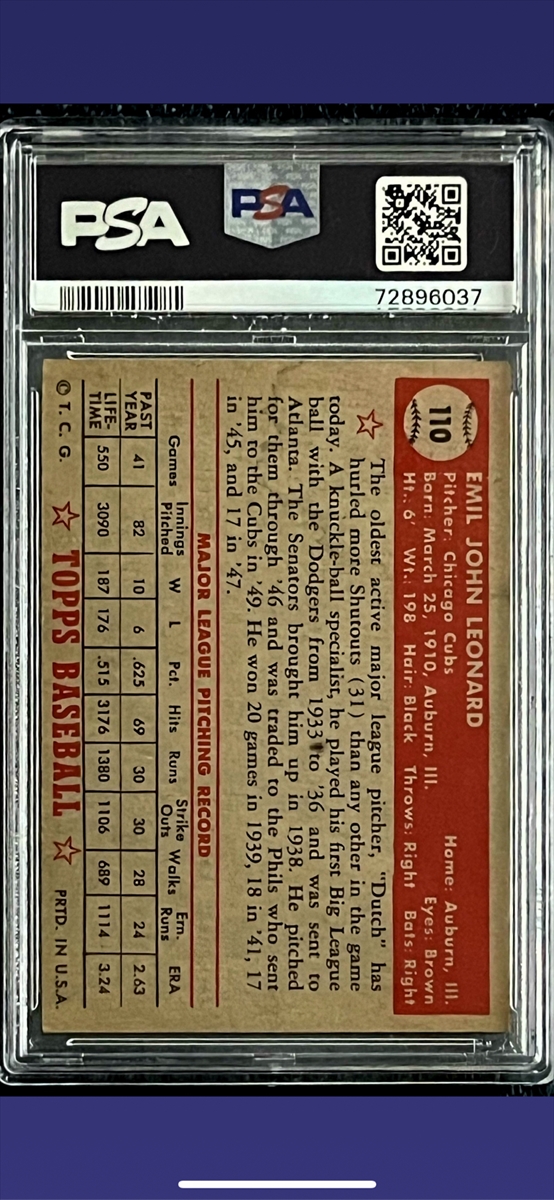 PSA
PSA
72896037
110
EMIL JOHN LEONARD
Pitcher: Chicago Cubs Home: Auburn, Ill.
Born: March 25, 1910, Auburn, Ill. Eyes: Brown
Ht.: 6' Wt.: 198 Hair: Black Throws: Right Bats: Right
The oldest active major league pitcher, "Dutch" has
hurled more Shutouts (31) than any other in the game
today. A knuckle-ball specialist, he played his first Big League
ball with the Dodgers from 1933 to '36 and was sent to
Atlanta. The Senators brought him up in 1938. He pitched
for them through '46 and was traded to the Phils who sent
him to the Cubs in '49. He won 20 games in 1939, 18 in '41, 17
in '45, and 17 in '47.
MAJOR LEAGUE PITCHING RECORD
Games Innings Pitched W L Pct. Hits Runs Strike Outs Walks Ern. Runs ERA
PAST YEAR 41 82 10 6 .625 69 30 30 28 24 2.63
LIFE-TIME 550 3090 187 176 .515 3176 1380 1106 689 1114 3.24
© T. C. G. TOPPS BASEBALL PRTD. IN U.S.A.